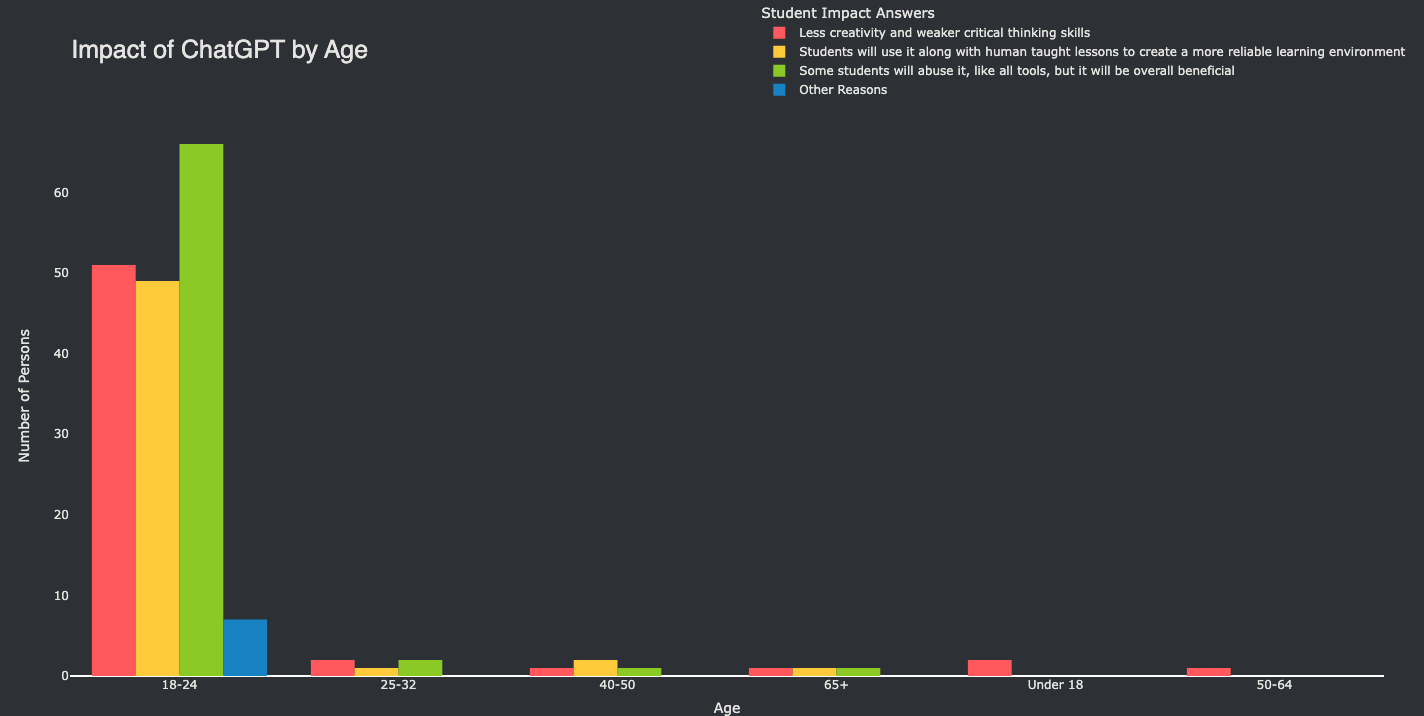 Student Impact Answers
Less creativity and weaker critical thinking skills
Students will use it along with human taught lessons to create a more reliable learning environment
Some students will abuse it, like all tools, but it will be overall beneficial
Other Reasons
Impact of ChatGPT by Age
Number of Persons
60
50
40
30
20
10
0
18-24
25-32
40-50
65+
Under 18
50-64
Age